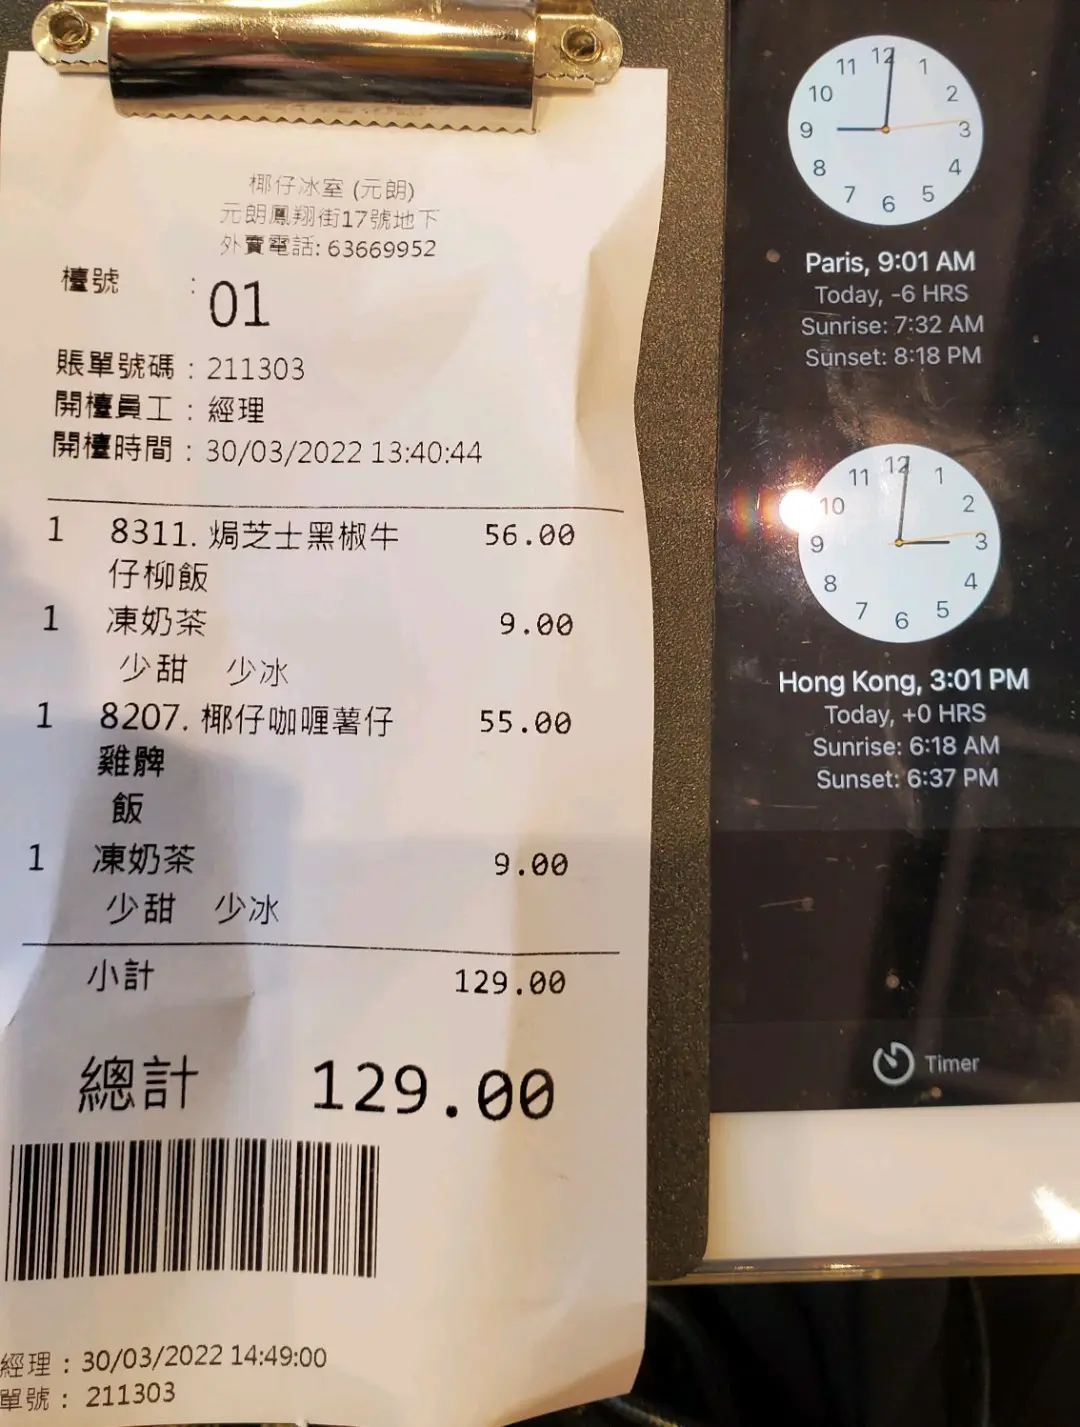 椰仔冰室 (元朗)
元朗鳳翔街17號地下
外賣電話: 63669952
檯號 : 01
賬單號碼 : 211303
開檯員工 : 經理
開檯時間 : 30/03/2022 13:40:44
1 8311. 焗芝士黑椒牛 56.00
仔柳飯
1 凍奶茶 9.00
少甜 少冰
1 8207. 椰仔咖喱薯仔 55.00
雞髀
飯
1 凍奶茶 9.00
少甜 少冰
小計 129.00
總計 129.00
經理 : 30/03/2022 14:49:00
單號 : 211303
12 1 2 3 4 5 6 7 8 9 10 11
Paris, 9:01 AM
Today, -6 HRS
Sunrise: 7:32 AM
Sunset: 8:18 PM
12 1 2 3 4 5 6 7 8 9 10 11
Hong Kong, 3:01 PM
Today, +0 HRS
Sunrise: 6:18 AM
Sunset: 6:37 PM
Timer